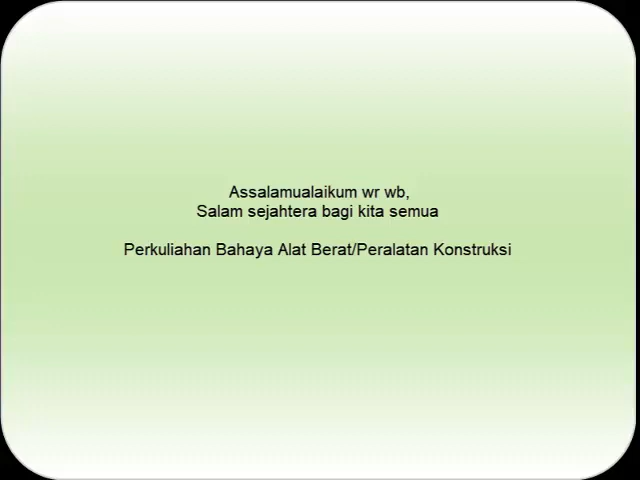 Assalamualaikum wr wb,
Salam sejahtera bagi kita semua
Perkuliahan Bahaya Alat Berat/Peralatan Konstruksi